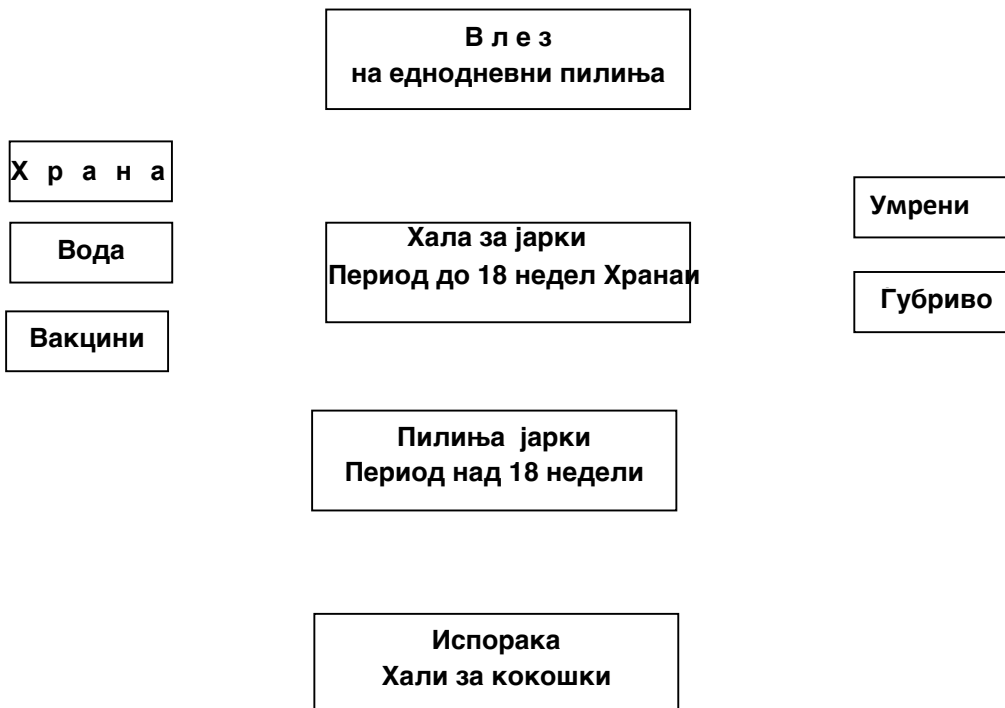 В л е з
на еднодневни пилиња
Х р а н а
Умрени
Вода
Хала за јарки
Период до 18 недел Хранаи
Ѓубриво
Вакцини
Пилиња јарки
Период над 18 недели
Испорака
Хали за кокошки